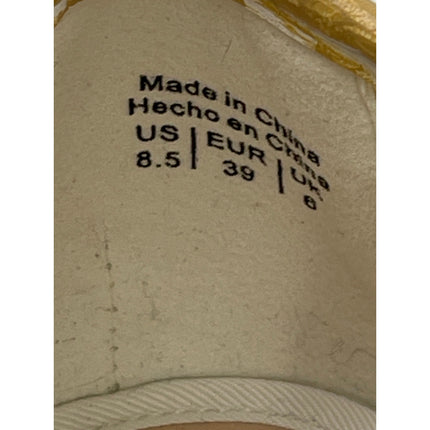 Made in China
Hecho en China
US | EUR | UK
8.5 | 39 | 6